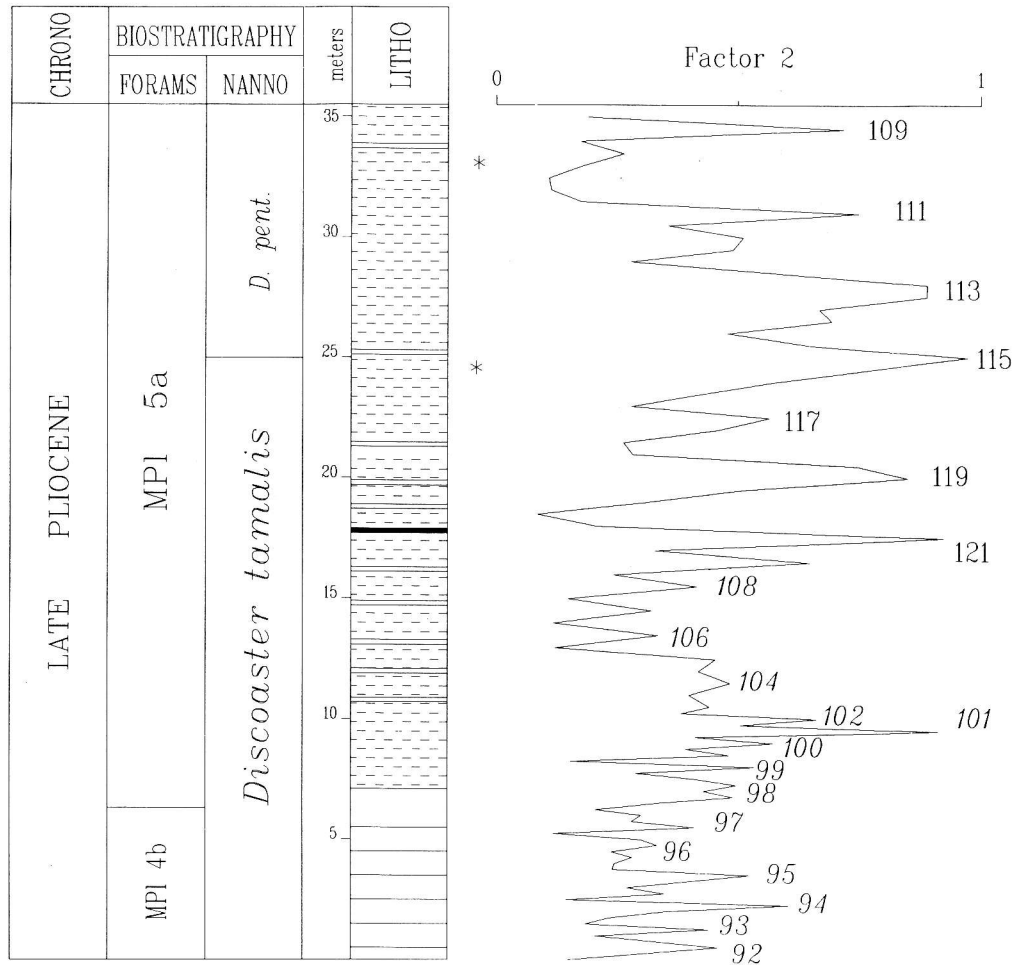 CHRONO
BIOSTRATIGRAPHY
FORAMS
NANNO
meters
LITHO
Factor 2
0
1
LATE PLIOCENE
MPl 5a
MPl 4b
D. pent.
Discoaster tamalis
35
30
25
20
15
10
5
*
*
109
111
113
115
117
119
121
108
106
104
102
101
100
99
98
97
96
95
94
93
92